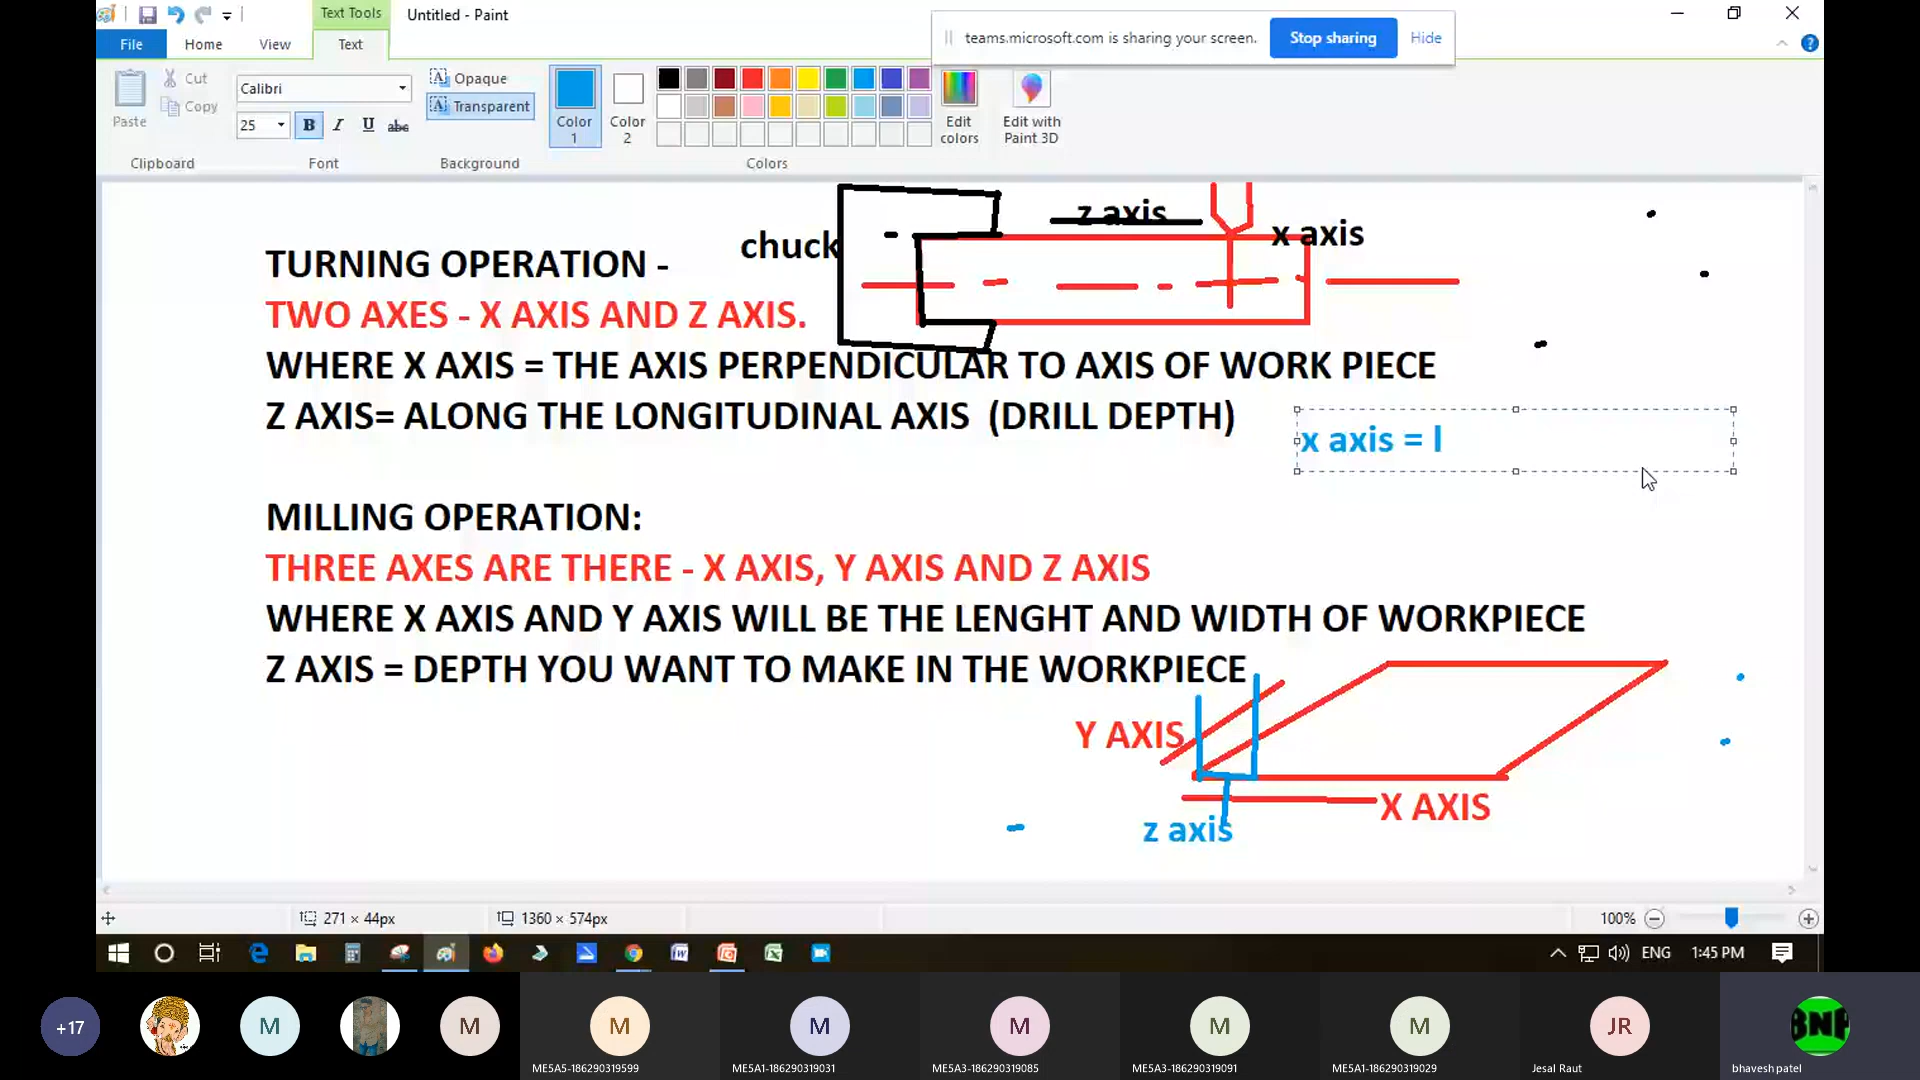 Text Tools
Untitled - Paint
teams.microsoft.com is sharing your screen.
Stop sharing
Hide
File
Home
View
Text
Paste
Cut
Copy
Calibri
25
B
I
U
abc
Opaque
Transparent
Color 1
Color 2
Edit colors
Edit with Paint 3D
Clipboard
Font
Background
Colors
z axis
chuck
x axis
TURNING OPERATION -
TWO AXES - X AXIS AND Z AXIS.
WHERE X AXIS = THE AXIS PERPENDICULAR TO AXIS OF WORK PIECE
Z AXIS= ALONG THE LONGITUDINAL AXIS (DRILL DEPTH)
x axis = l
MILLING OPERATION:
THREE AXES ARE THERE - X AXIS, Y AXIS AND Z AXIS
WHERE X AXIS AND Y AXIS WILL BE THE LENGHT AND WIDTH OF WORKPIECE
Z AXIS = DEPTH YOU WANT TO MAKE IN THE WORKPIECE
Y AXIS
X AXIS
z axis
271 × 44px
1360 × 574px
100%
ENG
1:45 PM
+17
M
M
M
M
M
M
M
JR
BNP
ME5A5-186290319599
ME5A1-186290319031
ME5A3-186290319085
ME5A3-186290319091
ME5A1-186290319029
Jesal Raut
bhavesh patel